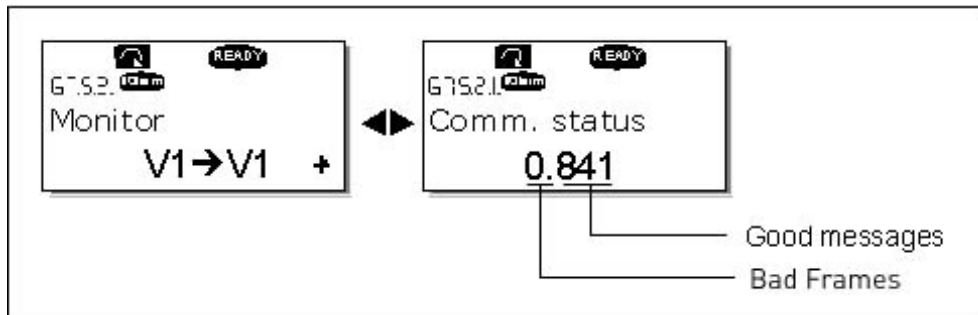 READY
Monitor
V1→V1 +
READY
Comm. status
0.841
Good messages
Bad Frames